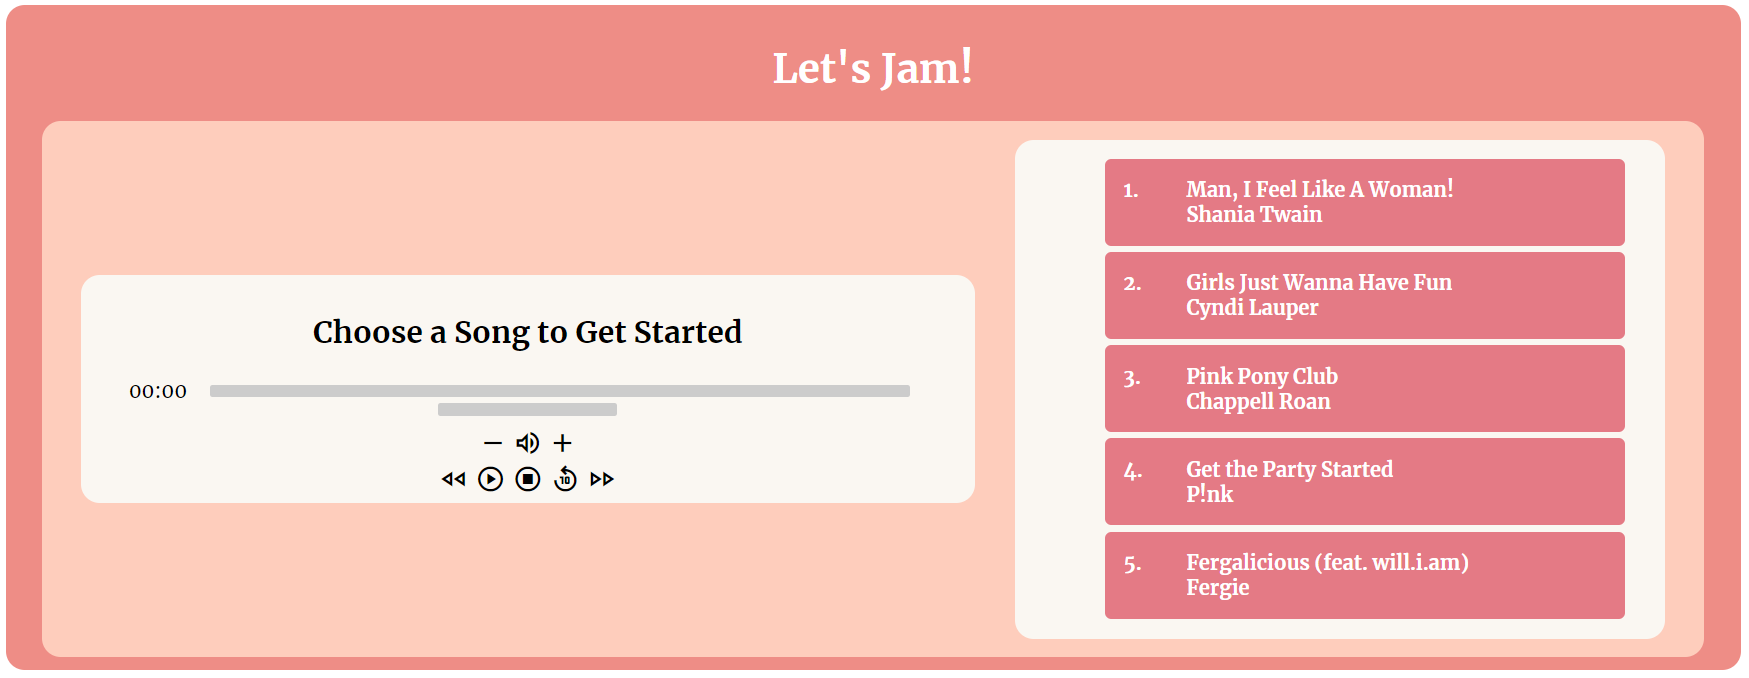 Let's Jam!
Choose a Song to Get Started
00:00
10
1. Man, I Feel Like A Woman!
Shania Twain
2. Girls Just Wanna Have Fun
Cyndi Lauper
3. Pink Pony Club
Chappell Roan
4. Get the Party Started
P!nk
5. Fergalicious (feat. will.i.am)
Fergie